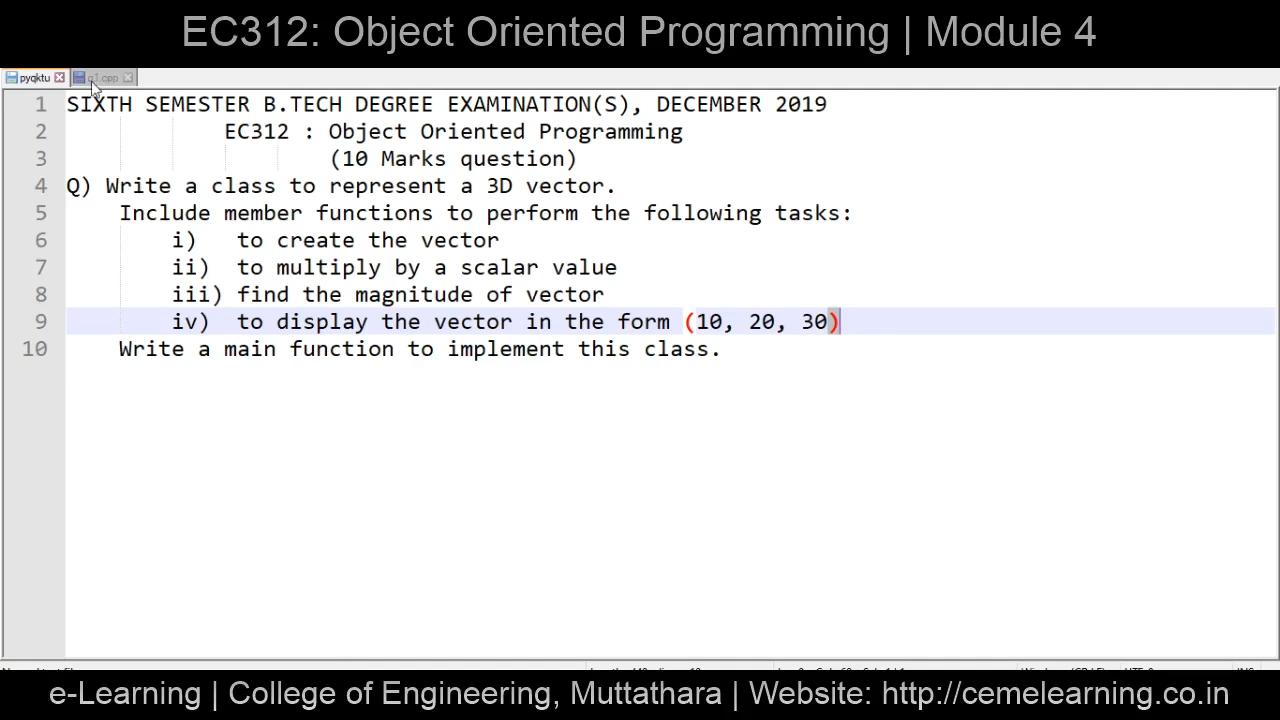 EC312: Object Oriented Programming | Module 4
pyqktu q1.cpp
1 SIXTH SEMESTER B.TECH DEGREE EXAMINATION(S), DECEMBER 2019
2 EC312 : Object Oriented Programming
3 (10 Marks question)
4 Q) Write a class to represent a 3D vector.
5 Include member functions to perform the following tasks:
6 i) to create the vector
7 ii) to multiply by a scalar value
8 iii) find the magnitude of vector
9 iv) to display the vector in the form (10, 20, 30)
10 Write a main function to implement this class.
e-Learning | College of Engineering, Muttathara | Website: http://cemelearning.co.in